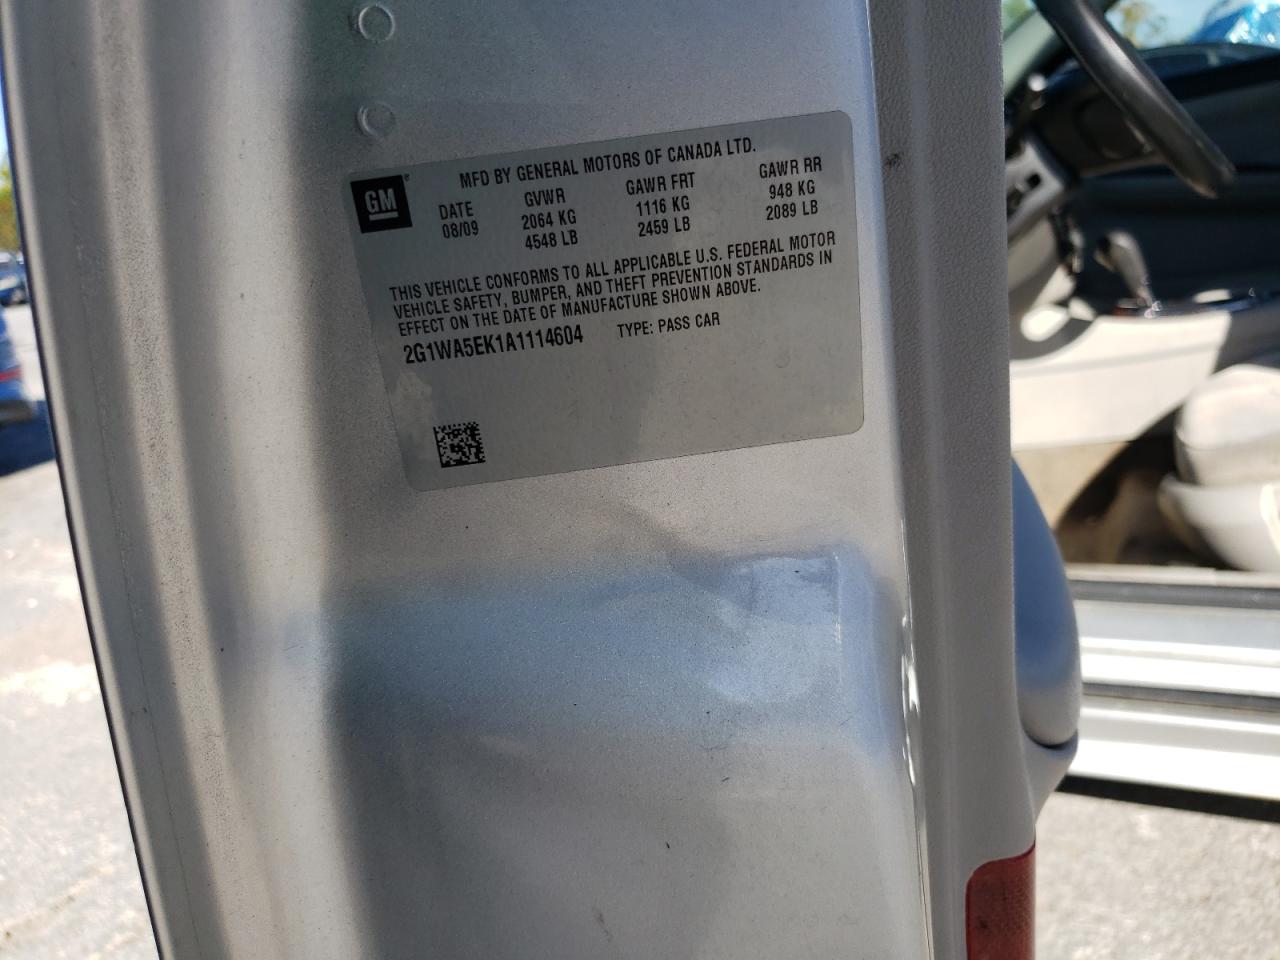 MFD BY GENERAL MOTORS OF CANADA LTD.
GM®
DATE GVWR GAWR FRT GAWR RR
08/09 2064 KG 1116 KG 948 KG
4548 LB 2459 LB 2089 LB
THIS VEHICLE CONFORMS TO ALL APPLICABLE U.S. FEDERAL MOTOR
VEHICLE SAFETY, BUMPER, AND THEFT PREVENTION STANDARDS IN
EFFECT ON THE DATE OF MANUFACTURE SHOWN ABOVE.
2G1WA5EK1A1114604 TYPE: PASS CAR